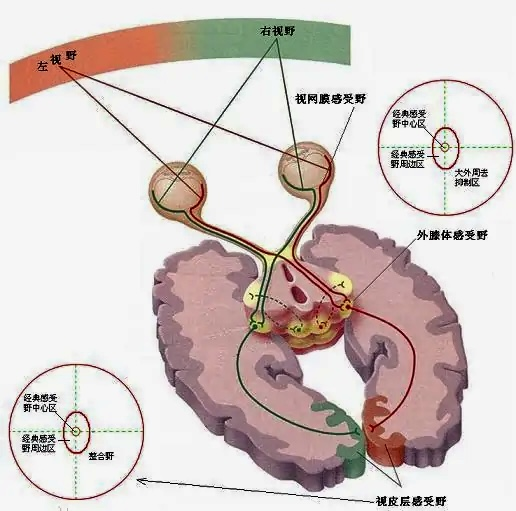 左视野
右视野
视网膜感受野
经典感受
野中心区
经典感受
野周边区
大外周去
抑制区
外膝体感受野
经典感受
野中心区
经典感受
野周边区
整合野
视皮层感受野